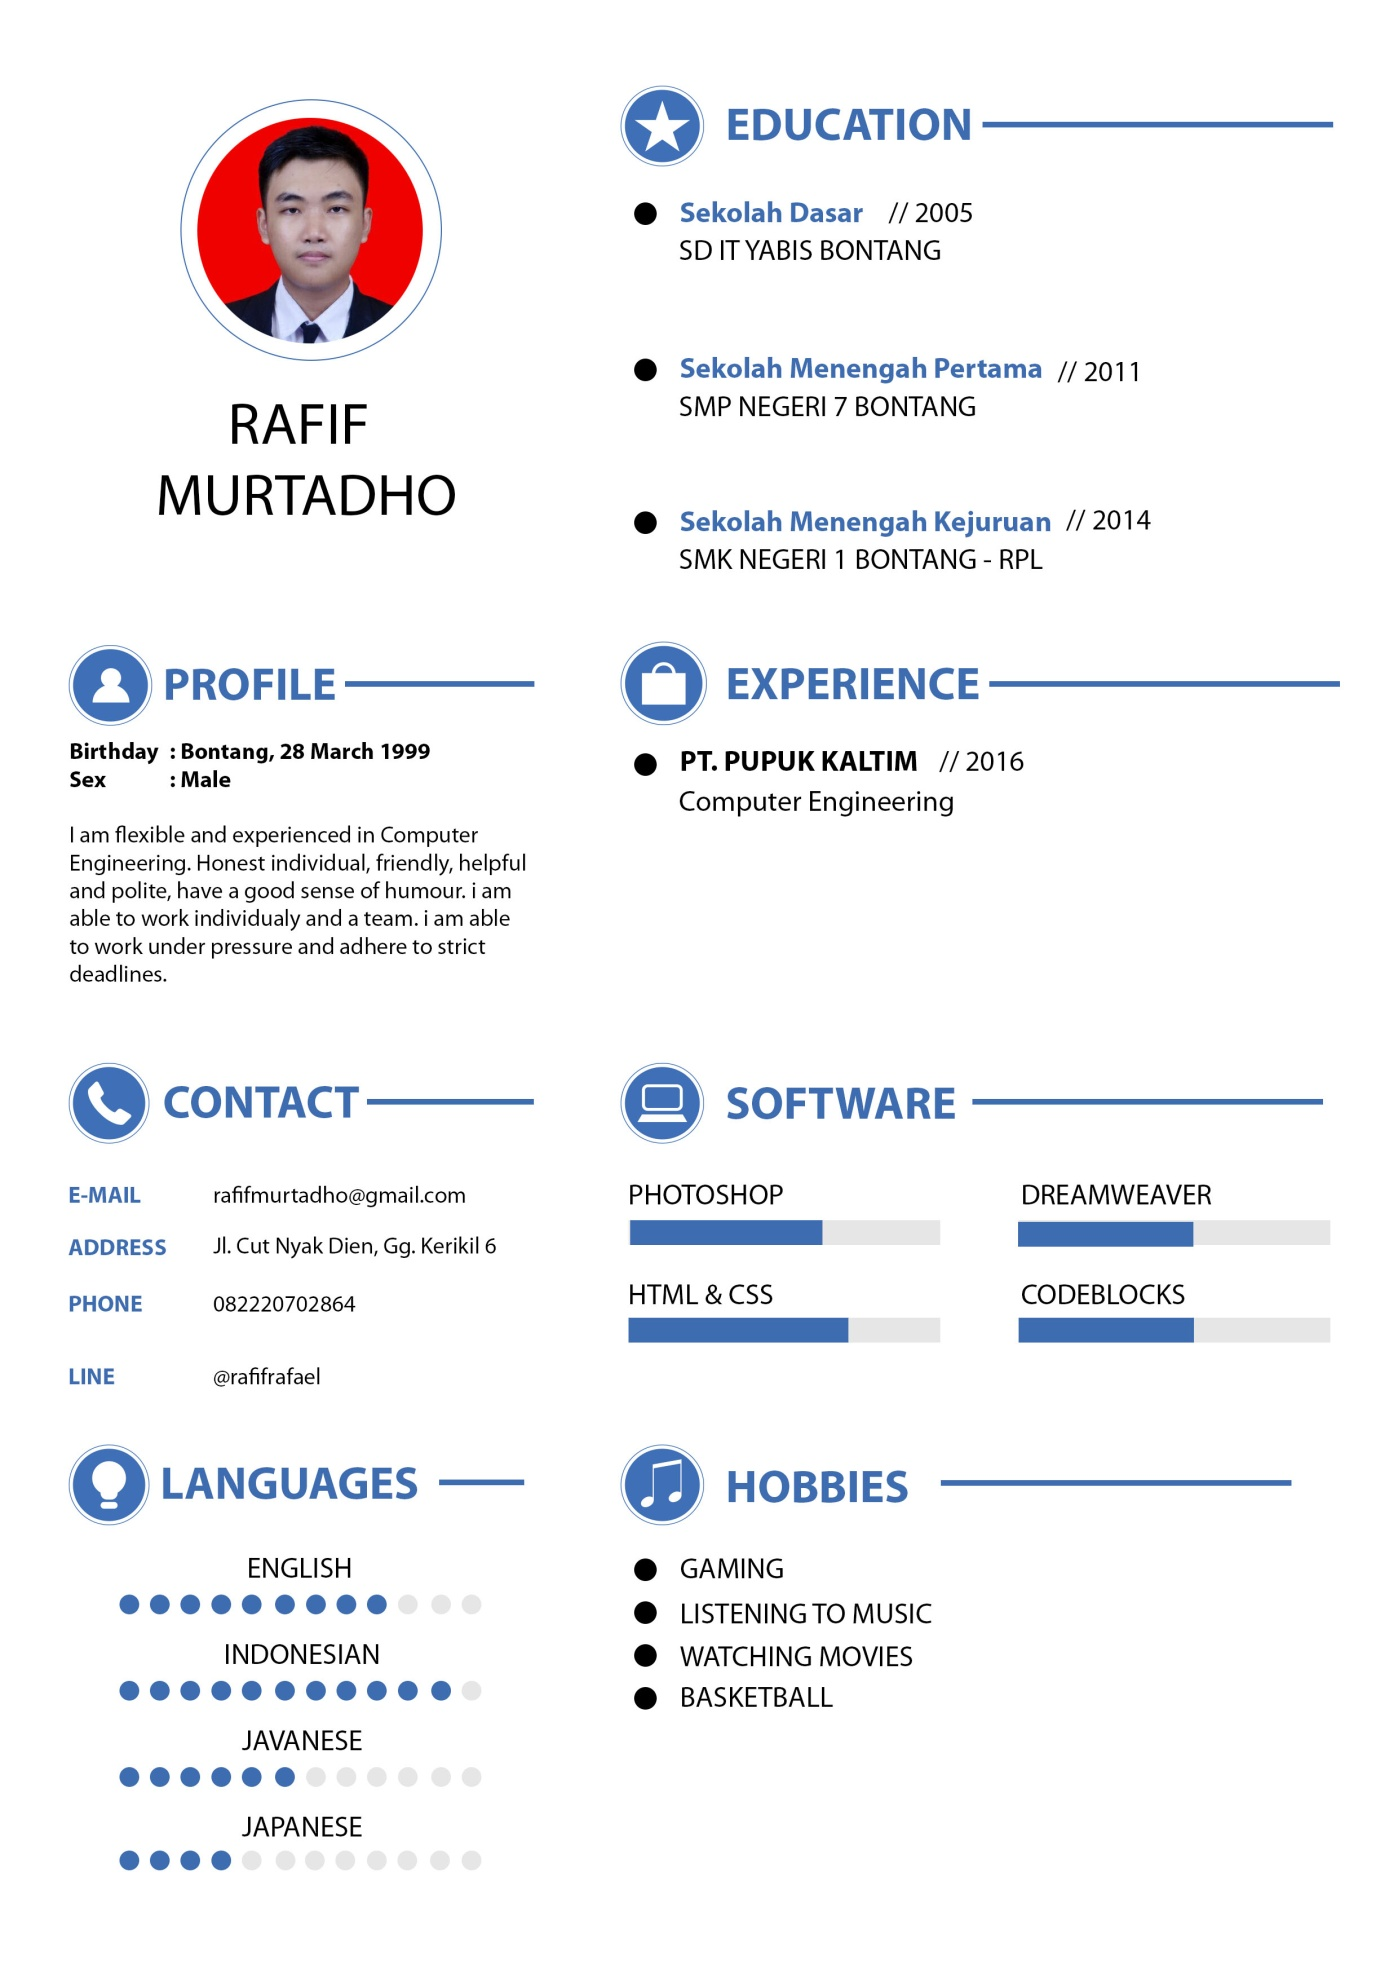 RAFIF
MURTADHO
PROFILE
Birthday : Bontang, 28 March 1999
Sex : Male
I am flexible and experienced in Computer
Engineering. Honest individual, friendly, helpful
and polite, have a good sense of humour. i am
able to work individualy and a team. i am able
to work under pressure and adhere to strict
deadlines.
CONTACT
E-MAIL rafifmurtadho@gmail.com
ADDRESS Jl. Cut Nyak Dien, Gg. Kerikil 6
PHONE 082220702864
LINE @rafifrafael
LANGUAGES
ENGLISH
INDONESIAN
JAVANESE
JAPANESE
EDUCATION
Sekolah Dasar // 2005
SD IT YABIS BONTANG
Sekolah Menengah Pertama // 2011
SMP NEGERI 7 BONTANG
Sekolah Menengah Kejuruan // 2014
SMK NEGERI 1 BONTANG - RPL
EXPERIENCE
PT. PUPUK KALTIM // 2016
Computer Engineering
SOFTWARE
PHOTOSHOP DREAMWEAVER
HTML & CSS CODEBLOCKS
HOBBIES
GAMING
LISTENING TO MUSIC
WATCHING MOVIES
BASKETBALL